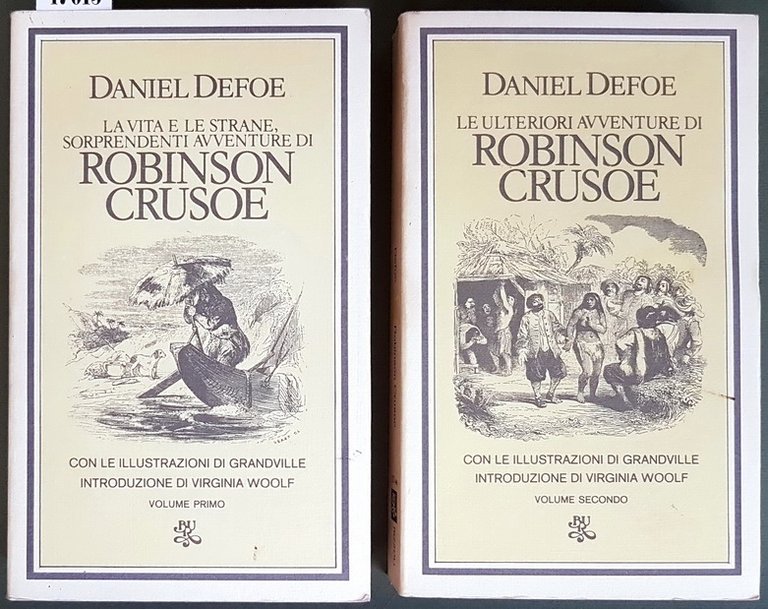 DANIEL DEFOE
LA VITA E LE STRANE,
SORPRENDENTI AVVENTURE DI
ROBINSON
CRUSOE
CON LE ILLUSTRAZIONI DI GRANDVILLE
INTRODUZIONE DI VIRGINIA WOOLF
VOLUME PRIMO
BUR
DANIEL DEFOE
LE ULTERIORI AVVENTURE DI
ROBINSON
CRUSOE
CON LE ILLUSTRAZIONI DI GRANDVILLE
INTRODUZIONE DI VIRGINIA WOOLF
VOLUME SECONDO
BUR